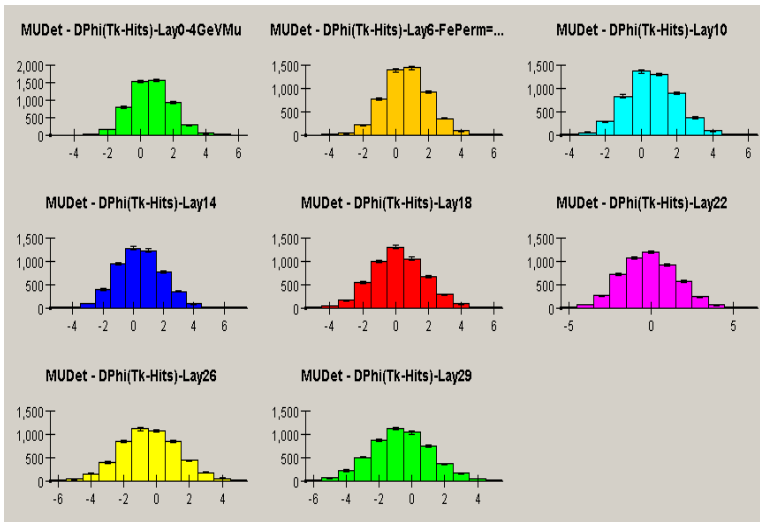 MUDet - DPhi(Tk-Hits)-Lay0-4GeVMu
2,000
1,500
1,000
500
0
-4 -2 0 2 4 6
MUDet - DPhi(Tk-Hits)-Lay6-FePerm=...
1,500
1,000
500
0
-4 -2 0 2 4 6
MUDet - DPhi(Tk-Hits)-Lay10
1,500
1,000
500
0
-4 -2 0 2 4 6
MUDet - DPhi(Tk-Hits)-Lay14
1,500
1,000
500
0
-4 -2 0 2 4 6
MUDet - DPhi(Tk-Hits)-Lay18
1,500
1,000
500
0
-4 -2 0 2 4 6
MUDet - DPhi(Tk-Hits)-Lay22
1,500
1,000
500
0
-5 0 5
MUDet - DPhi(Tk-Hits)-Lay26
1,500
1,000
500
0
-6 -4 -2 0 2 4
MUDet - DPhi(Tk-Hits)-Lay29
1,500
1,000
500
0
-6 -4 -2 0 2 4